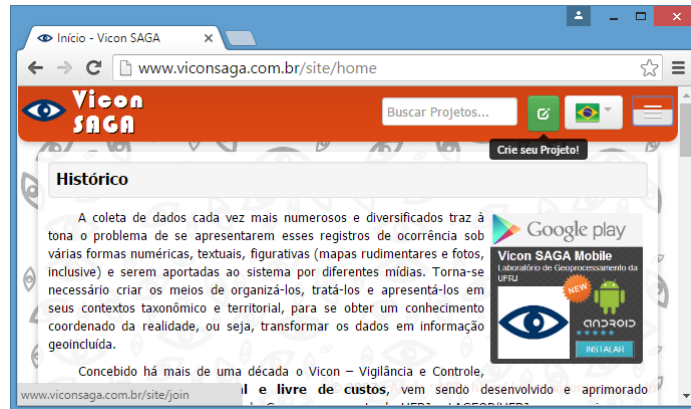 Início - Vicon SAGA
www.viconsaga.com.br/site/home
Vicon
SAGA
Buscar Projetos...
Crie seu Projeto!
Histórico
A coleta de dados cada vez mais numerosos e diversificados traz à
tona o problema de se apresentarem esses registros de ocorrência sob
várias formas numéricas, textuais, figurativas (mapas rudimentares e fotos,
inclusive) e serem aportadas ao sistema por diferentes mídias. Torna-se
necessário criar os meios de organizá-los, tratá-los e apresentá-los em
seus contextos taxonômico e territorial, para se obter um conhecimento
coordenado da realidade, ou seja, transformar os dados em informação
geoincluída.
Google play
Vicon SAGA Mobile
Laboratório de Geoprocessamento da
UFRJ
NEW
ANDROID
INSTALAR
Concebido há mais de uma década o Vicon – Vigilância e Controle,
l e livre de custos, vem sendo desenvolvido e aprimorado
www.viconsaga.com.br/site/join